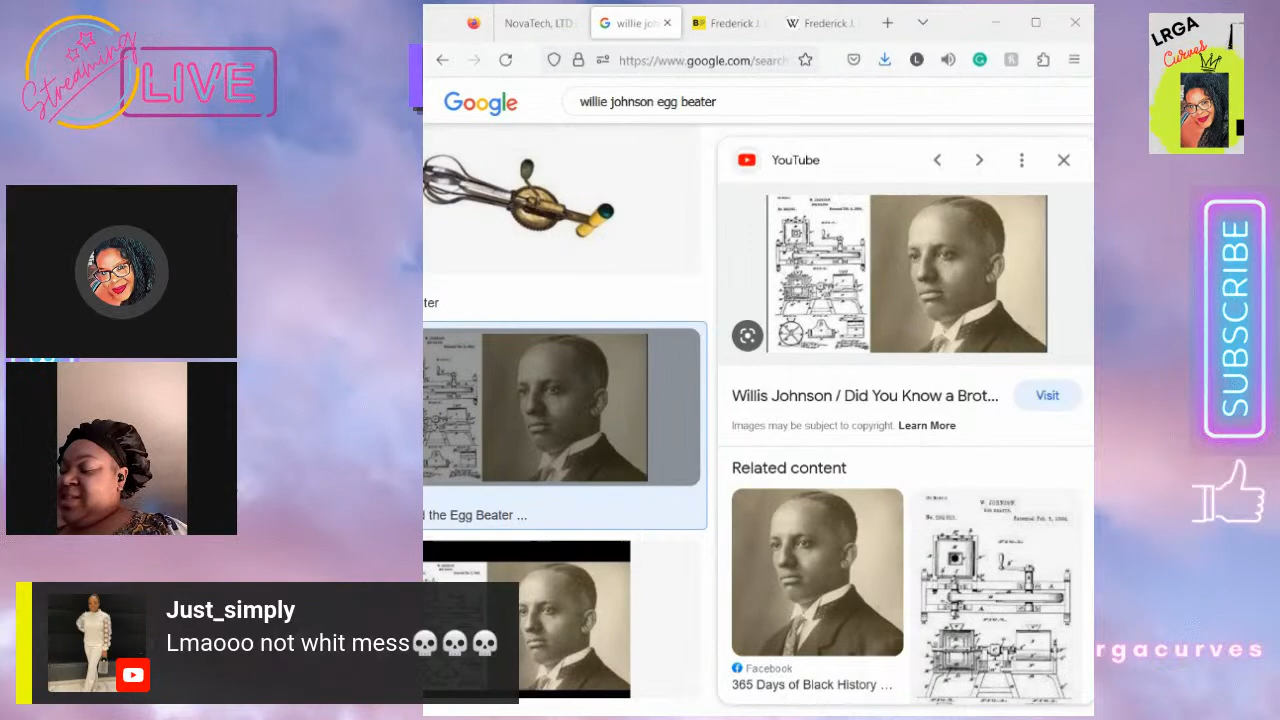 Streaming
LIVE
NovaTech, LTD
willie joh
Frederick J.
Frederick J.
https://www.google.com/search
Google
willie johnson egg beater
YouTube
ter
Willis Johnson / Did You Know a Brot...
Visit
Images may be subject to copyright. Learn More
Related content
d the Egg Beater ...
W. JOHNSON
Facebook
365 Days of Black History ...
Just_simply
Lmaooo not whit mess💀💀💀
LRGA
Curves
SUBSCRIBE
rgacurves